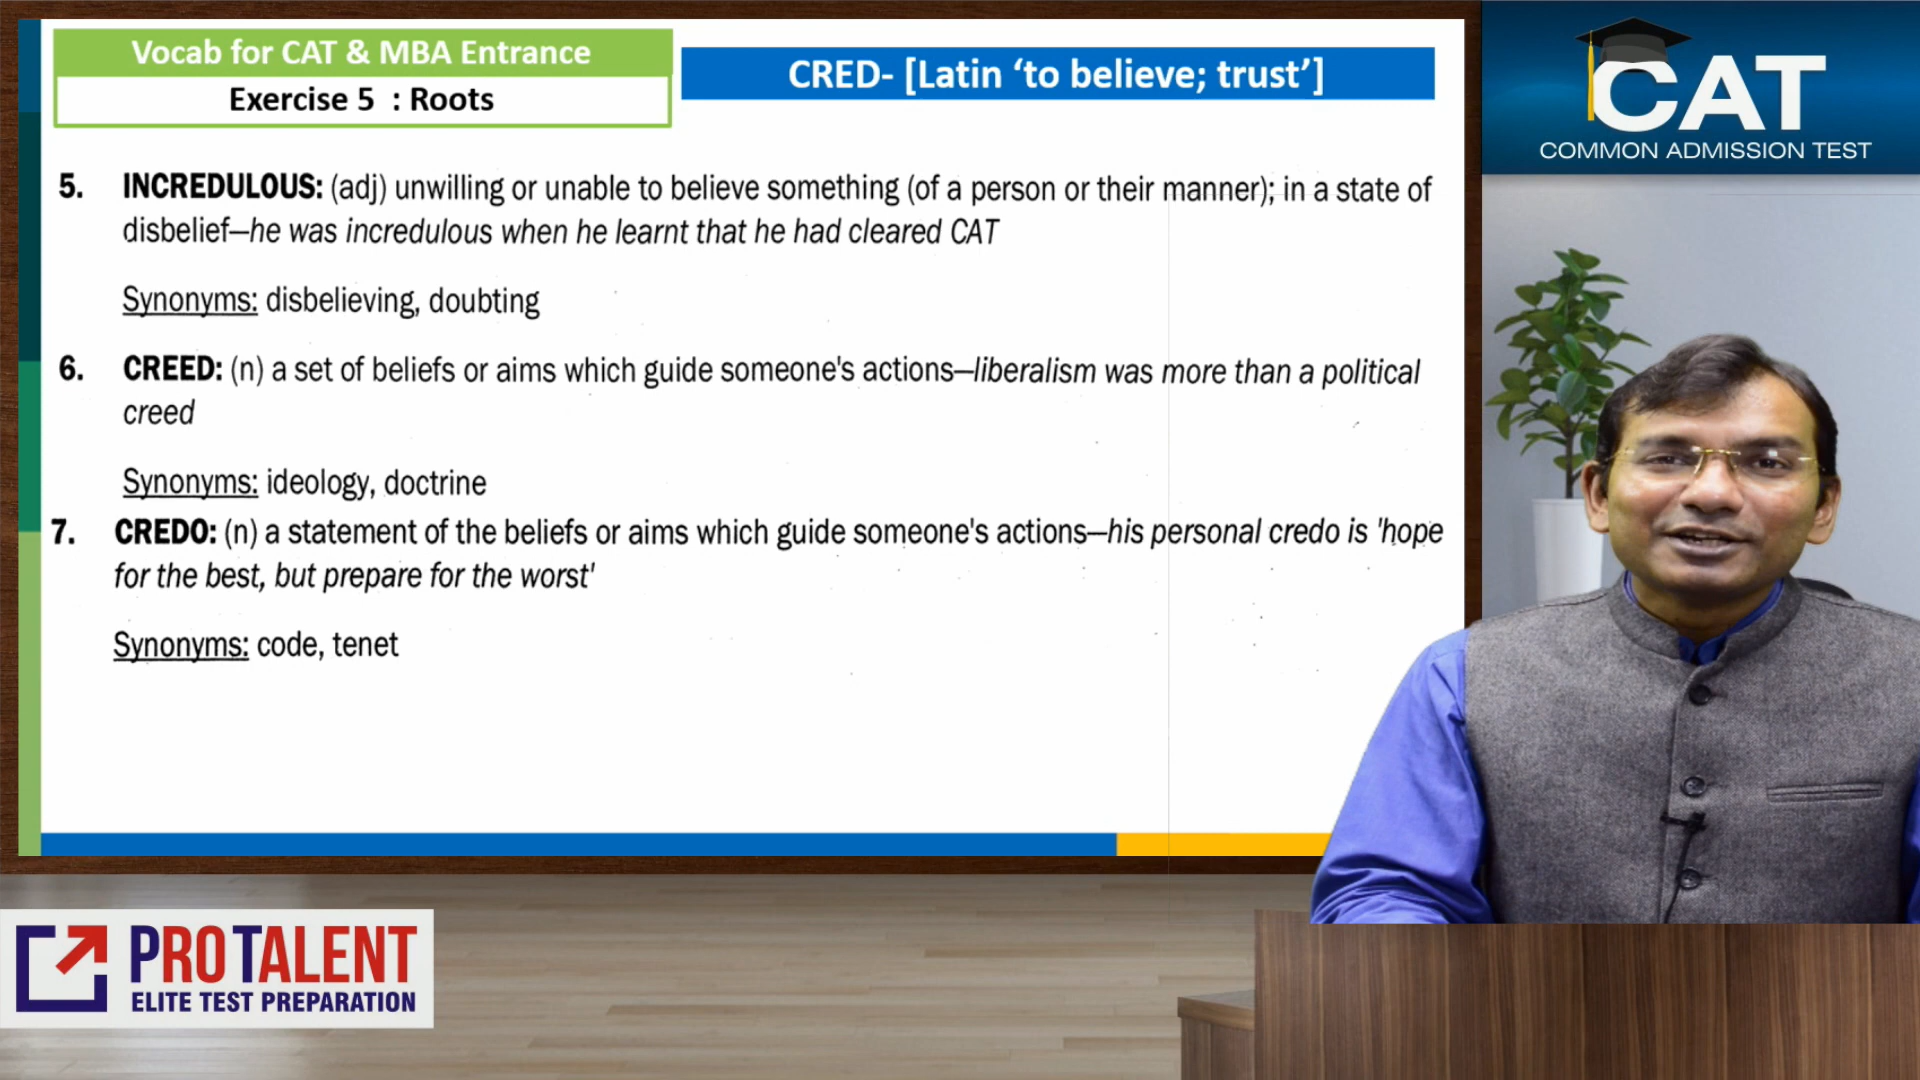 Vocab for CAT & MBA Entrance
Exercise 5 : Roots
CRED- [Latin ‘to believe; trust’]
CAT
COMMON ADMISSION TEST
5. INCREDULOUS: (adj) unwilling or unable to believe something (of a person or their manner); in a state of
disbelief—he was incredulous when he learnt that he had cleared CAT
Synonyms: disbelieving, doubting
6. CREED: (n) a set of beliefs or aims which guide someone's actions—liberalism was more than a political
creed
Synonyms: ideology, doctrine
7. CREDO: (n) a statement of the beliefs or aims which guide someone's actions—his personal credo is 'hope
for the best, but prepare for the worst'
Synonyms: code, tenet
PROTALENT
ELITE TEST PREPARATION